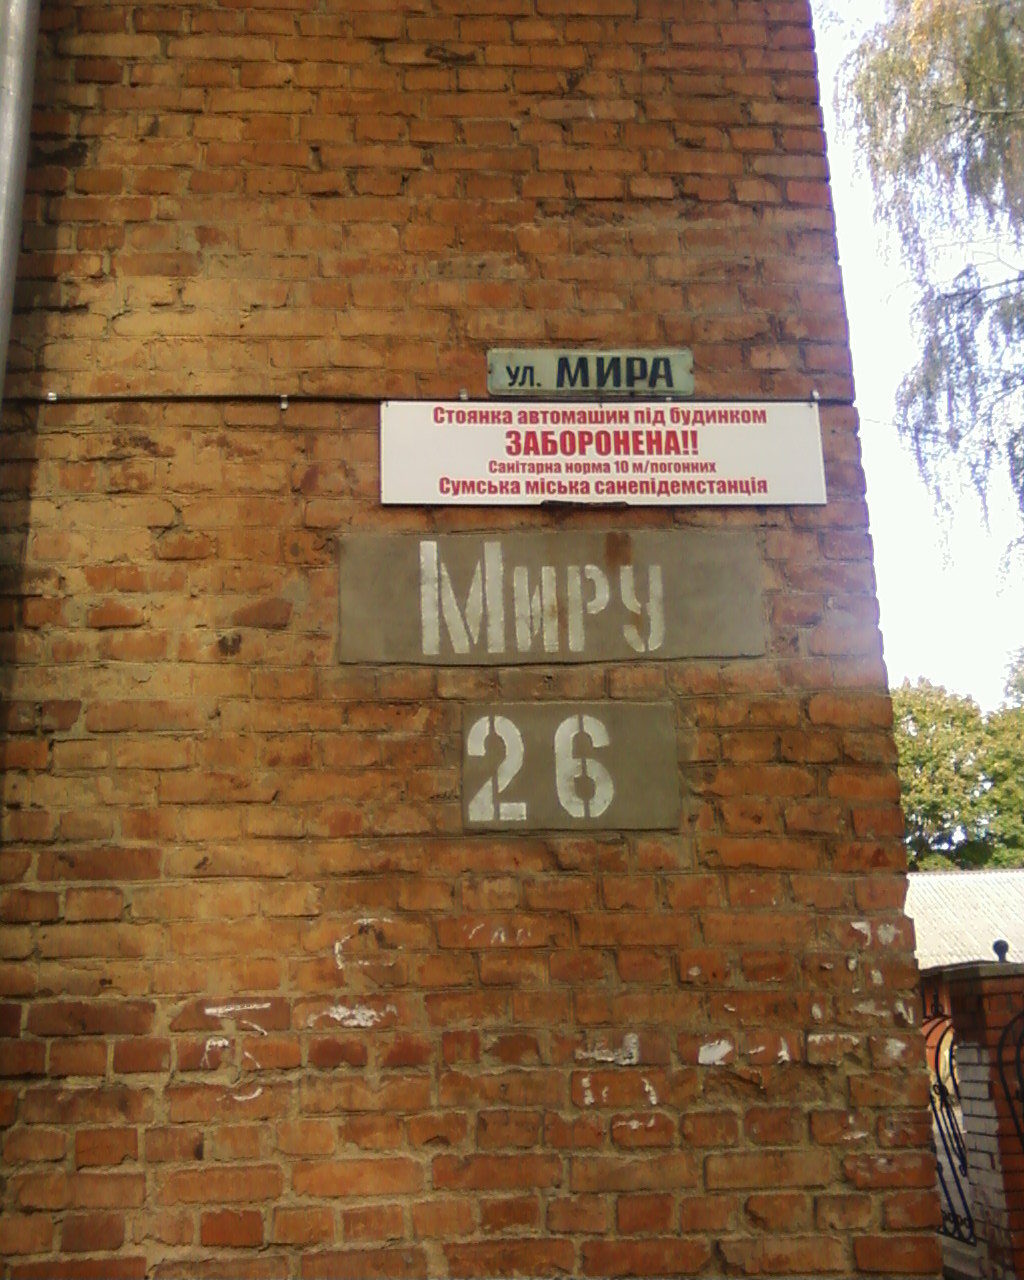 ул. МИРА
Стоянка автомашин під будинком
ЗАБОРОНЕНА!!
Санітарна норма 10 м/погонних
Сумська міська санепідемстанція
Миру
26